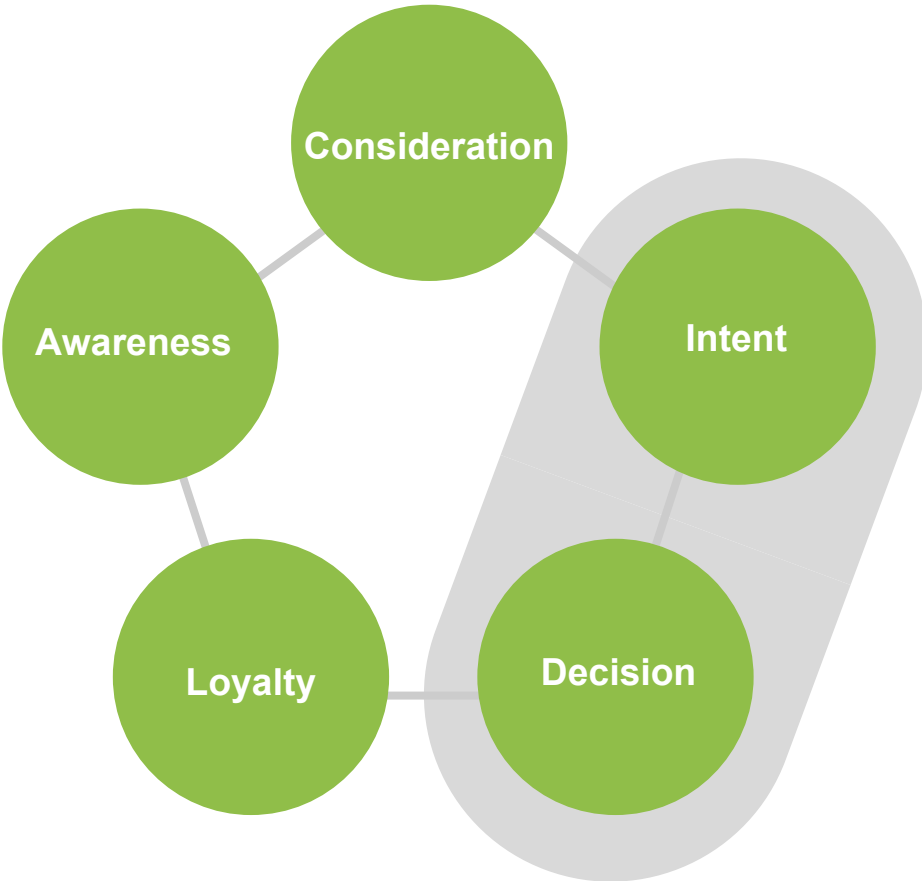 Consideration
Awareness
Intent
Loyalty
Decision